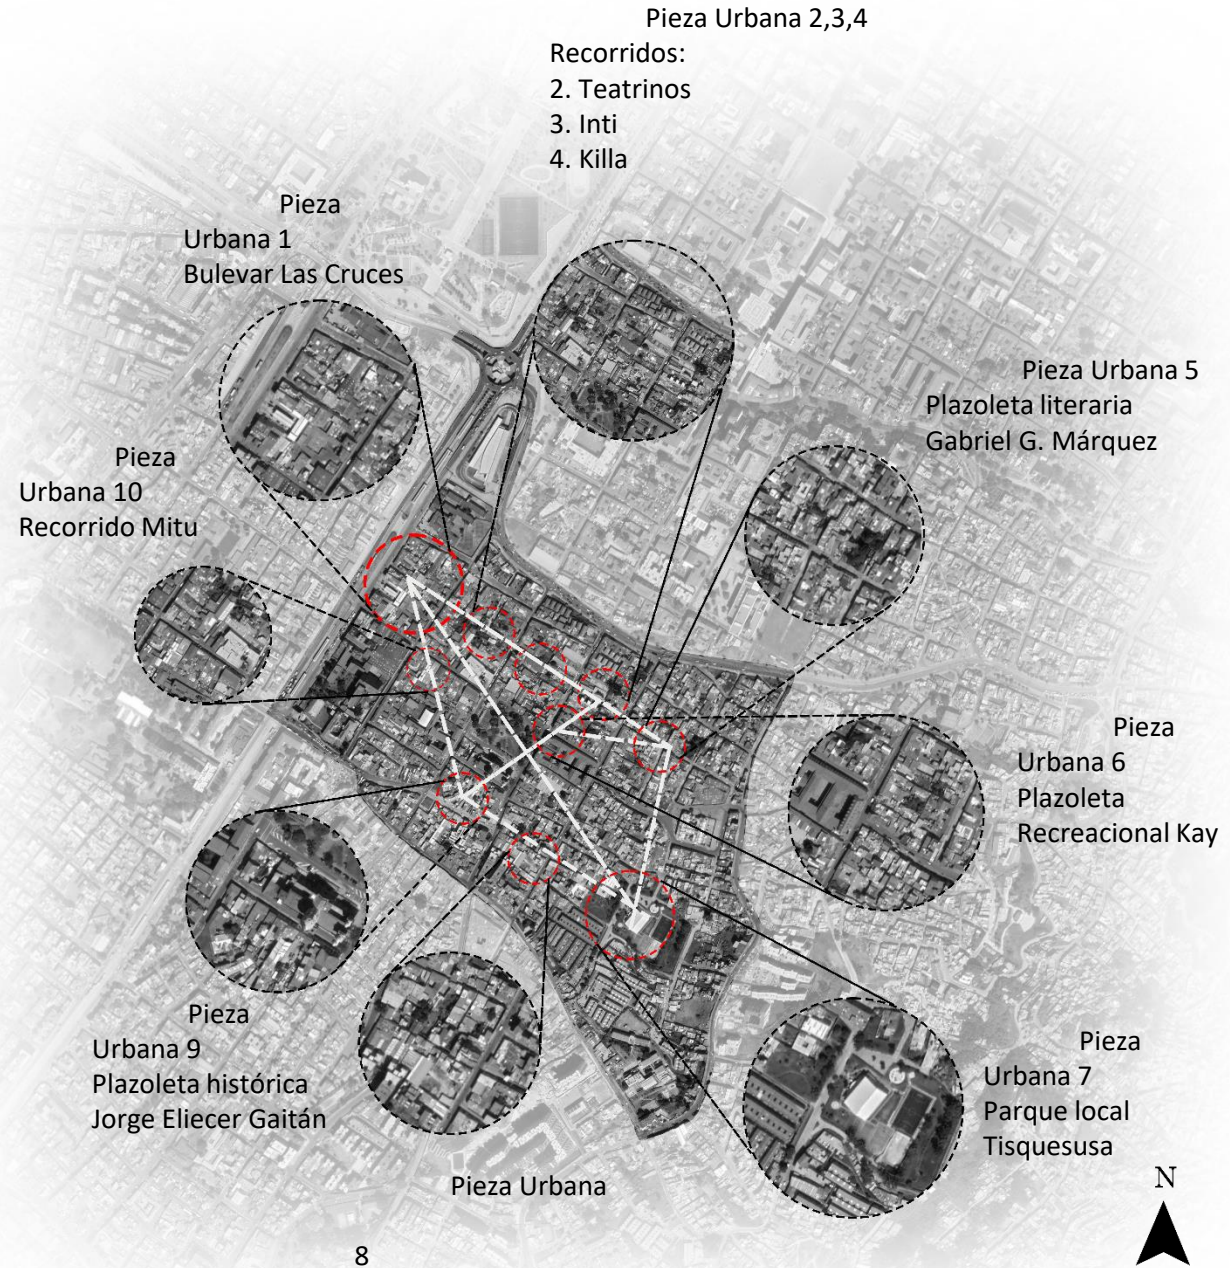 Pieza Urbana 2,3,4
Recorridos:
2. Teatrinos
3. Inti
4. Killa
Pieza
Urbana 1
Bulevar Las Cruces
Pieza Urbana 5
Plazoleta literaria
Gabriel G. Márquez
Pieza
Urbana 10
Recorrido Mitu
Pieza
Urbana 6
Plazoleta
Recreacional Kay
Pieza
Urbana 9
Plazoleta histórica
Jorge Eliecer Gaitán
Pieza
Urbana 7
Parque local
Tisquesusa
Pieza Urbana
8
N